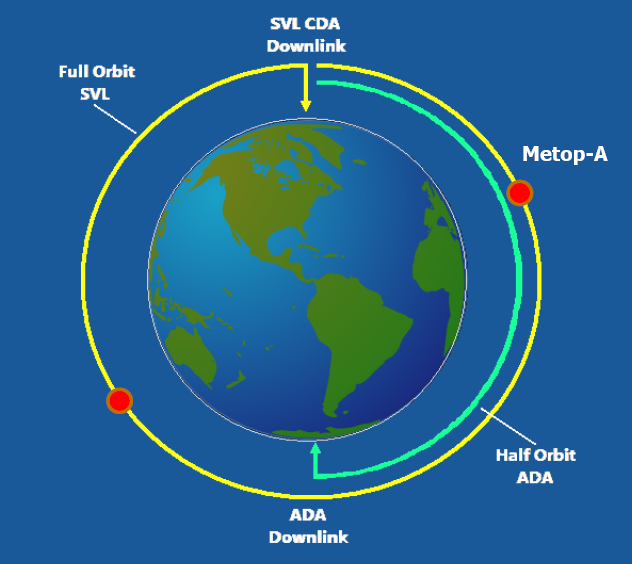 SVL CDA
Downlink
Full Orbit
SVL
Metop-A
Half Orbit
ADA
ADA
Downlink